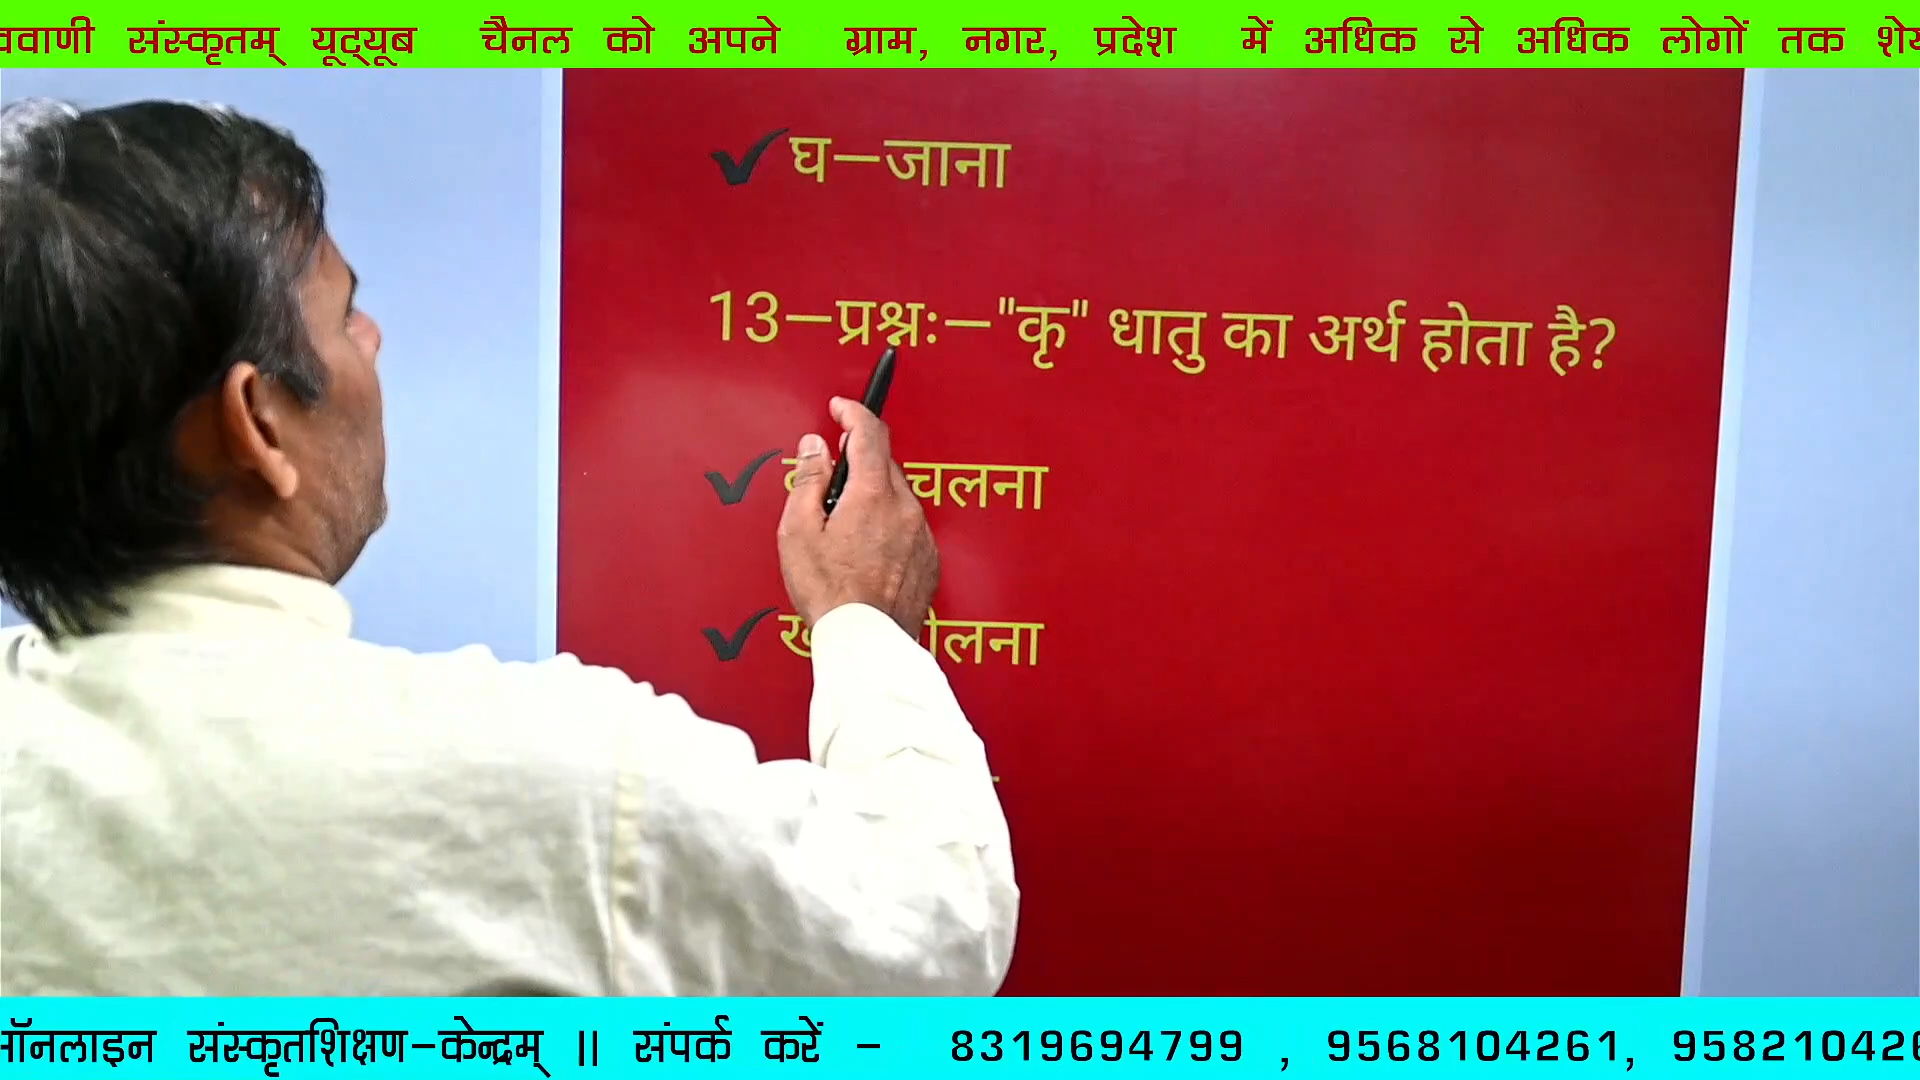 संस्कृतम् यूट्यूब चैनल को अपने ग्राम, नगर, प्रदेश में अधिक से अधिक लोगों तक
घ–जाना
13–प्रश्नः–"कृ" धातु का अर्थ होता है?
चलना
ऑनलाइन संस्कृतशिक्षण-केन्द्रम् || संपर्क करें - 8319694799 , 9568104261,